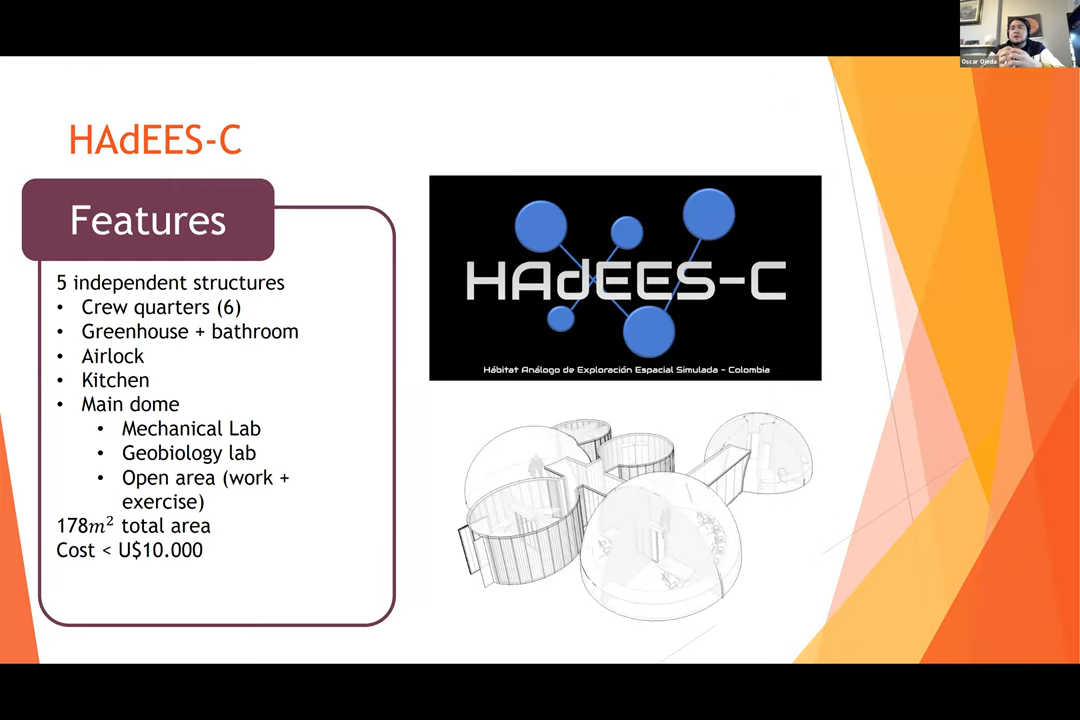 Oscar Ojeda
HAdEES-C
Features
5 independent structures
• Crew quarters (6)
• Greenhouse + bathroom
• Airlock
• Kitchen
• Main dome
• Mechanical Lab
• Geobiology lab
• Open area (work +
exercise)
178m² total area
Cost < U$10.000
HAdEES-C
Hábitat Análogo de Exploración Espacial Simulada - Colombia